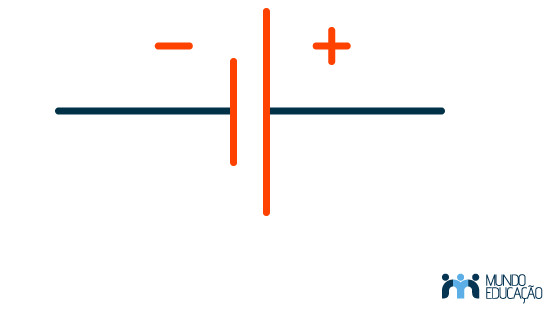 − +
MUNDO
EDUCAÇÃO